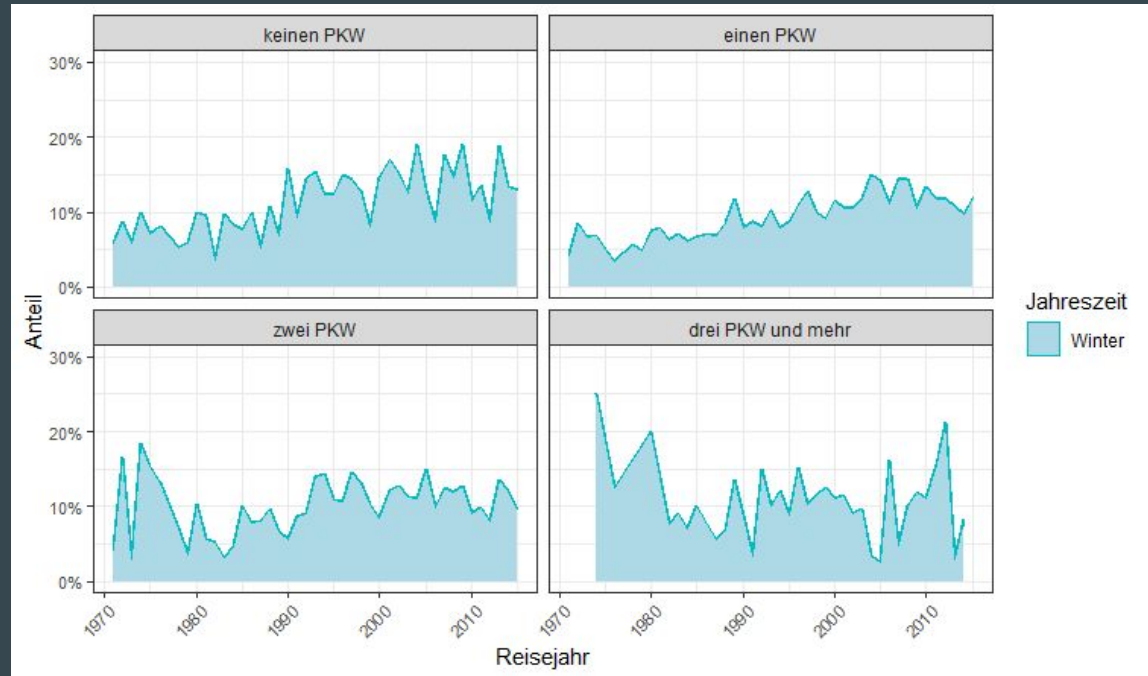 keinen PKW
einen PKW
30%
20%
10%
0%
zwei PKW
drei PKW und mehr
30%
20%
10%
0%
1970
1980
1990
2000
2010
1970
1980
1990
2000
2010
Anteil
Reisejahr
Jahreszeit
Winter